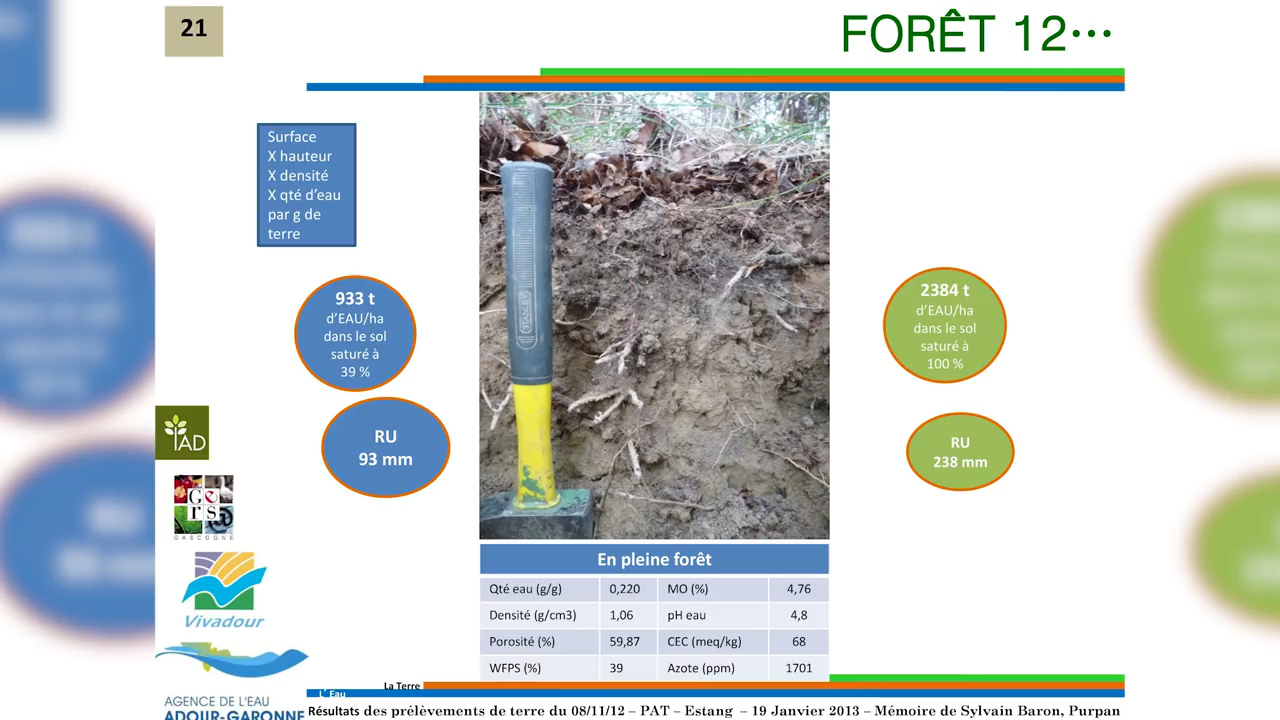 21
FORÊT 12…
Surface
X hauteur
X densité
X qté d’eau
par g de
terre
933 t
d’EAU/ha
dans le sol
saturé à
39 %
RU
93 mm
2384 t
d’EAU/ha
dans le sol
saturé à
100 %
RU
238 mm
STANLEY
IAD
Gers
GASCOGNE
Vivadour
AGENCE DE L'EAU
ADOUR-GARONNE
En pleine forêt
Qté eau (g/g) 0,220 MO (%) 4,76
Densité (g/cm3) 1,06 pH eau 4,8
Porosité (%) 59,87 CEC (meq/kg) 68
WFPS (%) 39 Azote (ppm) 1701
La Terre
L’ Eau
Résultats des prélèvements de terre du 08/11/12 – PAT – Estang – 19 Janvier 2013 – Mémoire de Sylvain Baron, Purpan